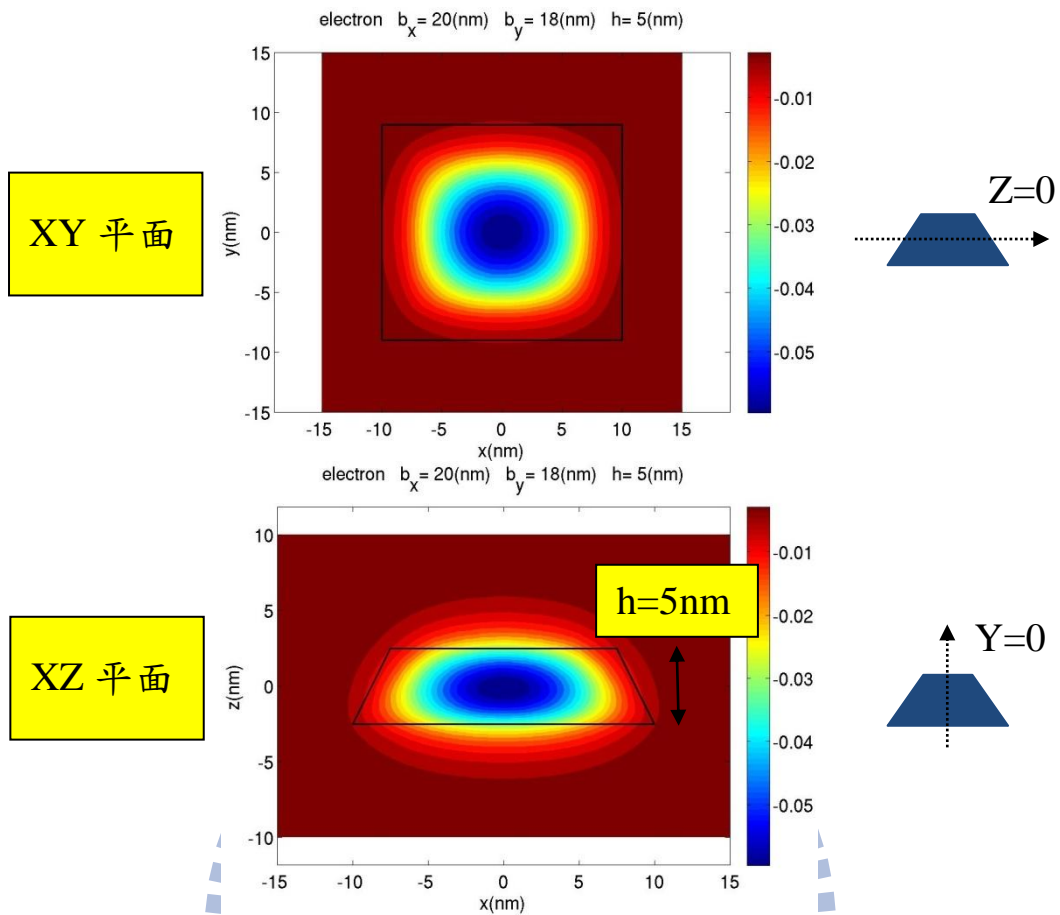 electron b_x= 20(nm) b_y= 18(nm) h= 5(nm)
15
10
5
0
-5
-10
-15
y(nm)
-15 -10 -5 0 5 10 15
x(nm)
-0.01
-0.02
-0.03
-0.04
-0.05
XY 平面
Z=0
electron b_x= 20(nm) b_y= 18(nm) h= 5(nm)
10
5
0
-5
-10
z(nm)
-15 -10 -5 0 5 10 15
x(nm)
-0.01
-0.02
-0.03
-0.04
-0.05
h=5nm
XZ 平面
Y=0